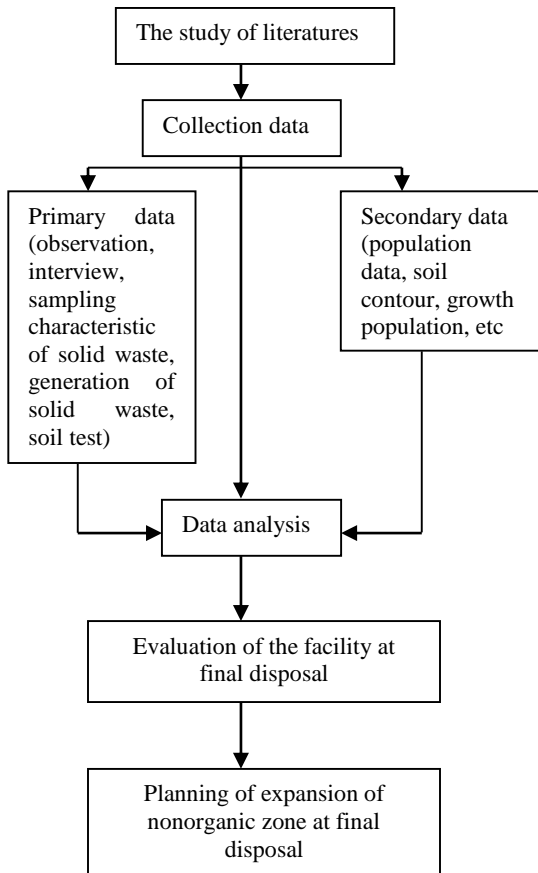 The study of literatures
Collection data
Primary data
(observation,
interview,
sampling
characteristic
of solid waste,
generation of
solid waste,
soil test)
Secondary data
(population
data, soil
contour, growth
population, etc
Data analysis
Evaluation of the facility at
final disposal
Planning of expansion of
nonorganic zone at final
disposal